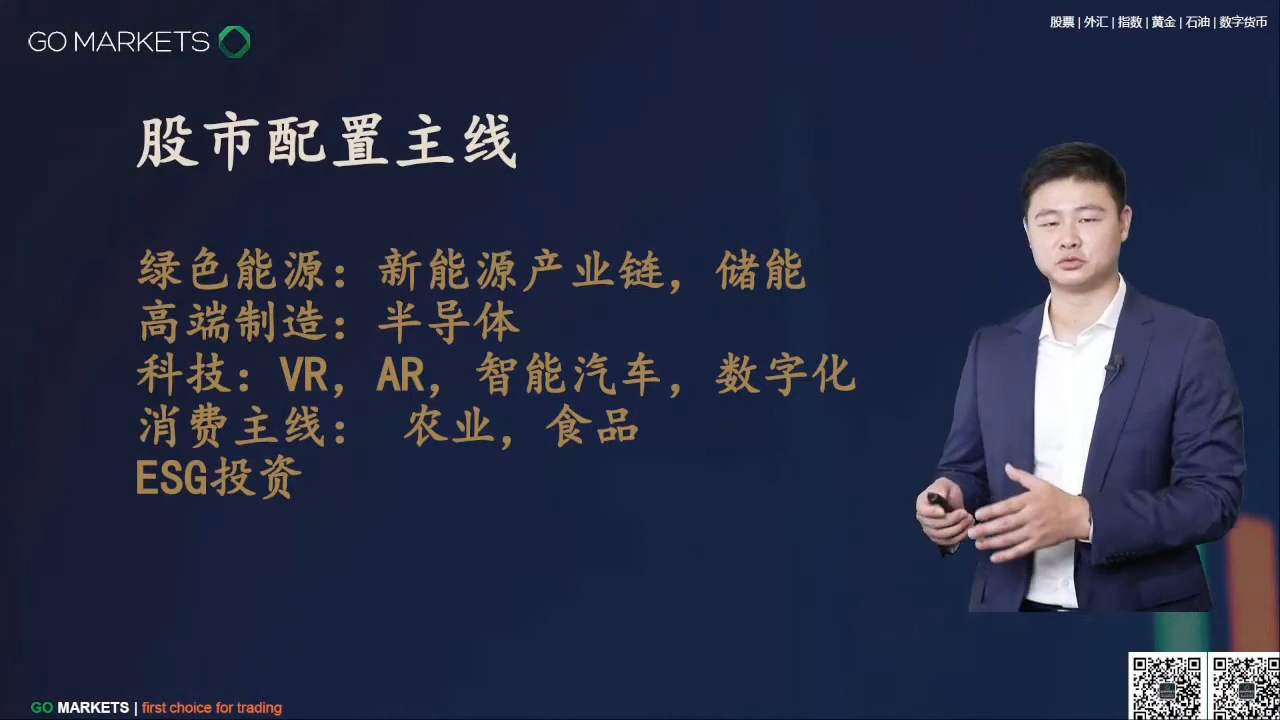 GO MARKETS
股票 | 外汇 | 指数 | 黄金 | 石油 | 数字货币
股市配置主线
绿色能源：新能源产业链，储能
高端制造：半导体
科技：VR，AR，智能汽车，数字化
消费主线： 农业，食品
ESG投资
GO MARKETS | first choice for trading